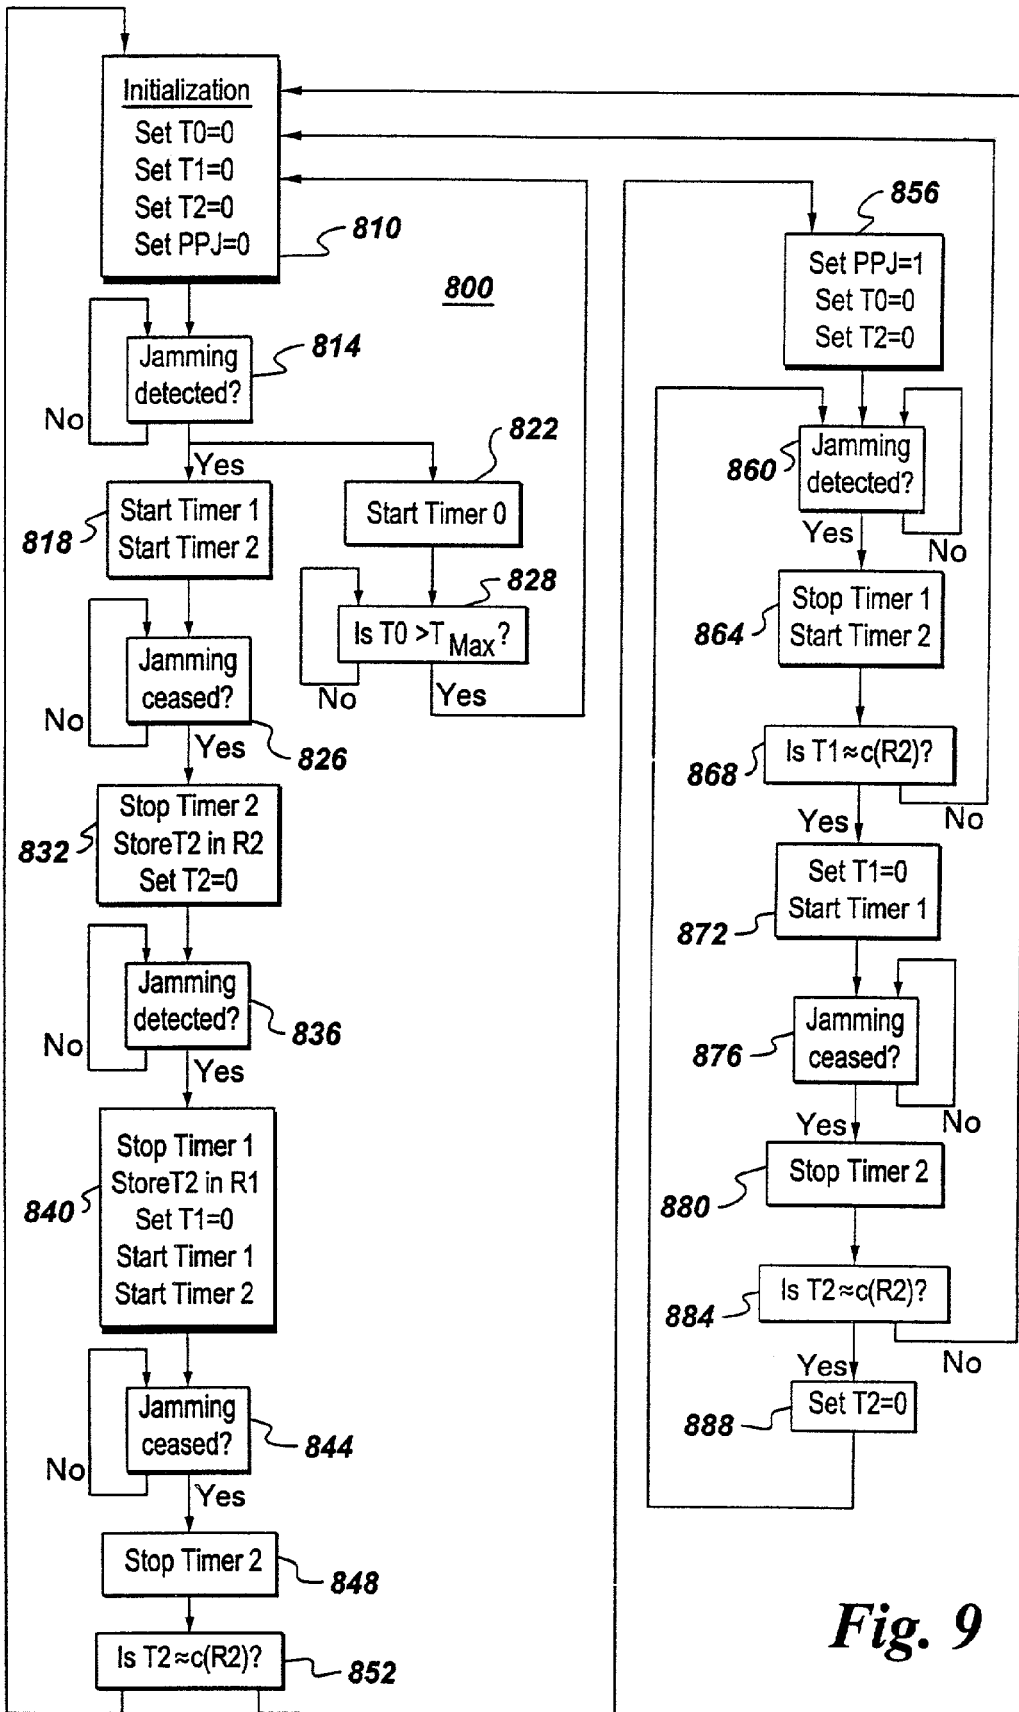 Initialization
Set T0=0
Set T1=0
Set T2=0
Set PPJ=0
810
800
Jamming
detected?
814
No
Yes
Start Timer 1
Start Timer 2
818
822
Start Timer 0
828
Is T0 >T Max?
No
Yes
Jamming
ceased?
No
Yes
826
Stop Timer 2
StoreT2 in R2
Set T2=0
832
Jamming
detected?
836
No
Yes
Stop Timer 1
StoreT2 in R1
Set T1=0
Start Timer 1
Start Timer 2
840
Jamming
ceased?
844
No
Yes
Stop Timer 2
848
Is T2≈c(R2)?
852
856
Set PPJ=1
Set T0=0
Set T2=0
Jamming
detected?
860
Yes
No
Stop Timer 1
Start Timer 2
864
Is T1≈c(R2)?
868
Yes
No
Set T1=0
Start Timer 1
872
Jamming
ceased?
876
No
Yes
Stop Timer 2
880
Is T2≈c(R2)?
884
Yes
No
Set T2=0
888
Fig. 9